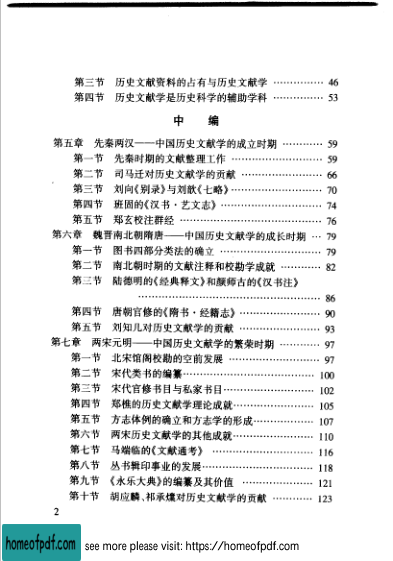 第三节 历史文献资料的占有与历史文献学 …………… 46
第四节 历史文献学是历史科学的辅助学科 …………… 53
中 编
第五章 先秦两汉——中国历史文献学的成立时期 ………… 59
第一节 先秦时期的文献整理工作 ………………………… 59
第二节 司马迁对历史文献学的贡献 ……………………… 66
第三节 刘向《别录》与刘歆《七略》 ……………………… 70
第四节 班固的《汉书·艺文志》 ………………………… 74
第五节 郑玄校注群经 …………………………………… 76
第六章 魏晋南北朝隋唐——中国历史文献学的成长时期 … 79
第一节 图书四部分类法的确立 …………………………… 79
第二节 南北朝时期的文献注释和校勘学成就 ………… 82
第三节 陆德明的《经典释文》和颜师古的《汉书注》
………………………………………………… 86
第四节 唐朝官修的《隋书·经籍志》 …………………… 90
第五节 刘知几对历史文献学的贡献 …………………… 93
第七章 两宋元明——中国历史文献学的繁荣时期 ………… 97
第一节 北宋馆阁校勘的空前发展 ……………………… 97
第二节 宋代类书的编纂………………………………… 100
第三节 宋代官修书目与私家书目……………………… 102
第四节 郑樵的历史文献学理论成就…………………… 105
第五节 方志体例的确立和方志学的形成……………… 107
第六节 两宋历史文献学的其他成就…………………… 110
第七节 马端临的《文献通考》 ………………………… 116
第八节 丛书辑印事业的发展…………………………… 118
第九节 《永乐大典》的编纂及其价值 ………………… 121
第十节 胡应麟、祁承㸁对历史文献学的贡献 ………… 123
2
homeofpdf.com
see more please visit: https://homeofpdf.com